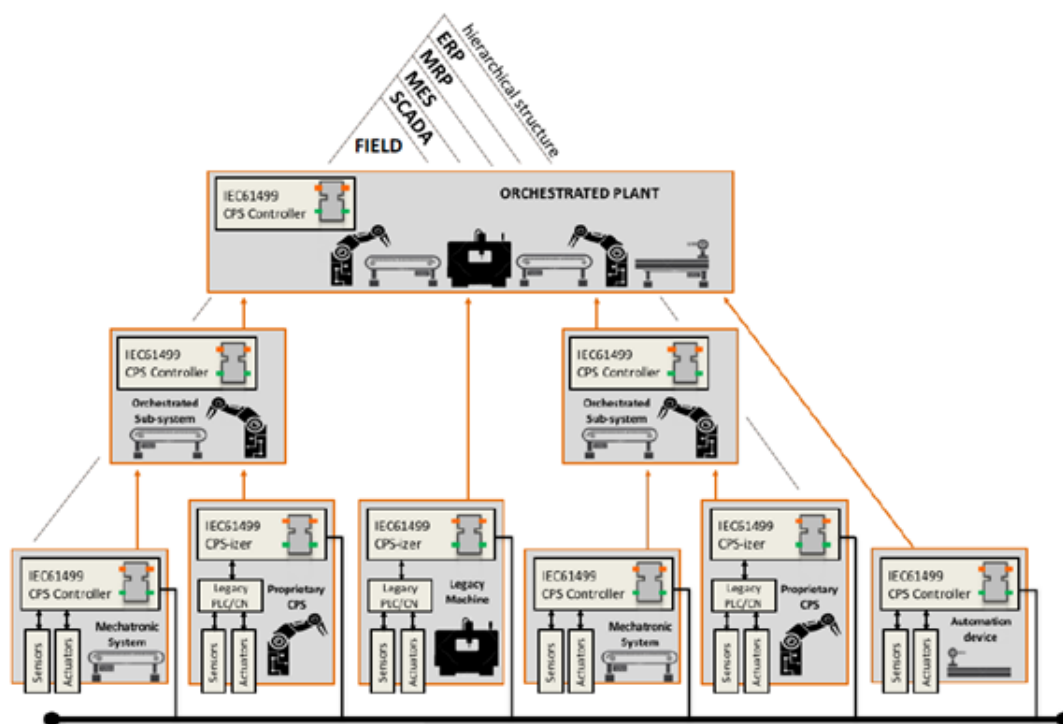 ERP
MRP
MES
SCADA
FIELD
hierarchical structure
IEC61499
CPS Controller
ORCHESTRATED PLANT
IEC61499
CPS Controller
Orchestrated
Sub-system
IEC61499
CPS Controller
Orchestrated
Sub-system
IEC61499
CPS-izer
Legacy
PLC/CN
Proprietary
CPS
Sensors
Actuators
IEC61499
CPS-izer
Legacy
PLC/CN
Legacy
Machine
Sensors
Actuators
IEC61499
CPS-izer
Legacy
PLC/CN
Proprietary
CPS
Sensors
Actuators
IEC61499
CPS Controller
Mechatronic
System
Sensors
Actuators
IEC61499
CPS Controller
Mechatronic
System
Sensors
Actuators
IEC61499
CPS Controller
Automation
device
Sensors
Actuators